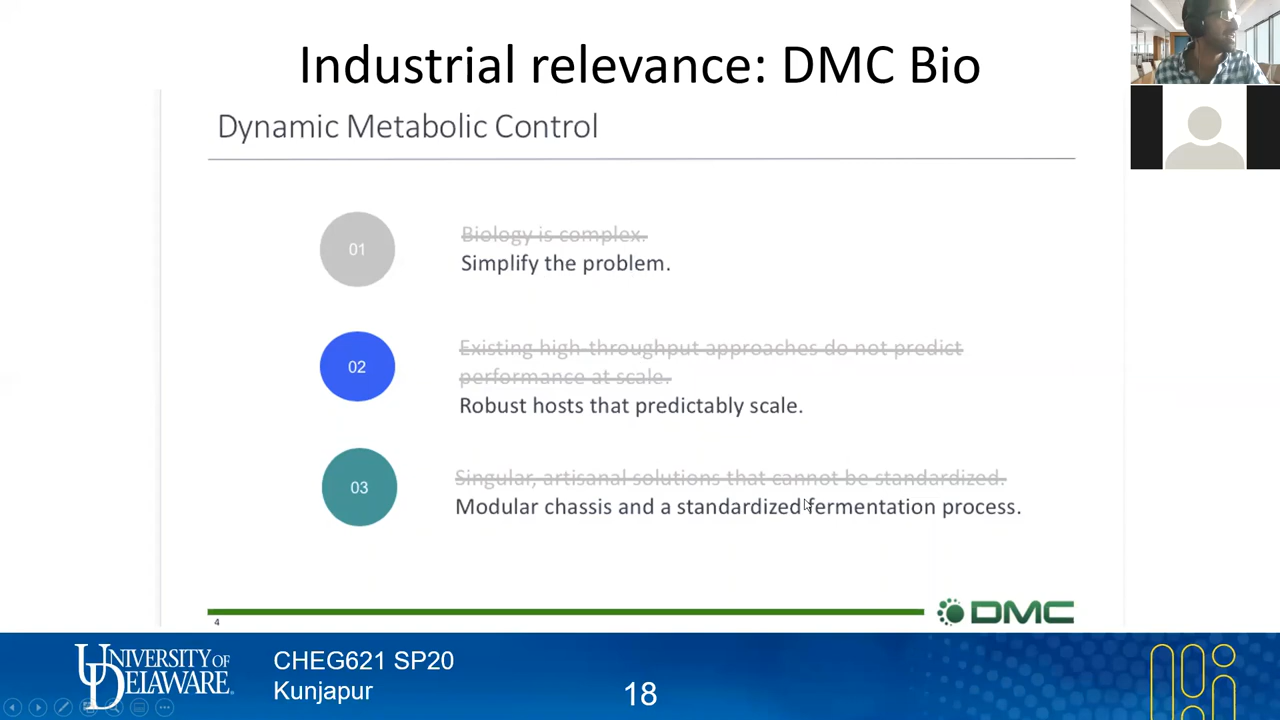 Industrial relevance: DMC Bio
Dynamic Metabolic Control
01
Biology is complex.
Simplify the problem.
02
Existing high-throughput approaches do not predict
performance at scale.
Robust hosts that predictably scale.
03
Singular, artisanal solutions that cannot be standardized.
Modular chassis and a standardized fermentation process.
4
DMC
UNIVERSITY OF
DELAWARE.
CHEG621 SP20
Kunjapur
18